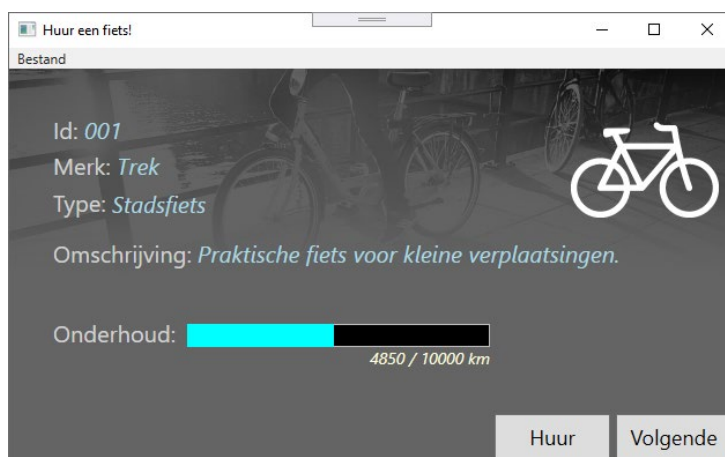 Huur een fiets!
Bestand
Id: 001
Merk: Trek
Type: Stadsfiets
Omschrijving: Praktische fiets voor kleine verplaatsingen.
Onderhoud:
4850 / 10000 km
Huur Volgende